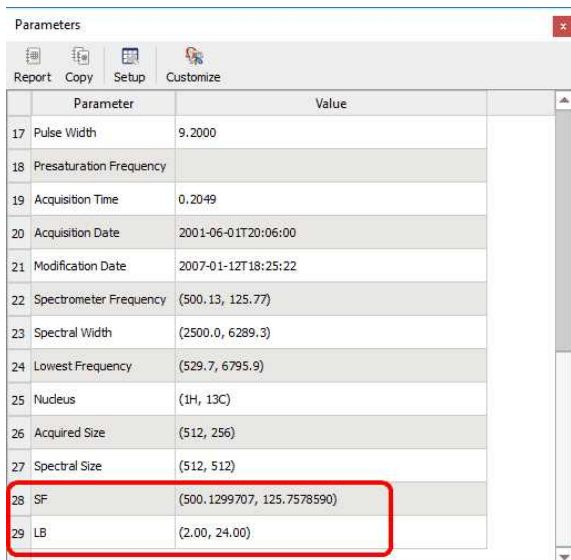 Parameters
x
Report Copy Setup Customize
Parameter Value
17 Pulse Width 9.2000
18 Presaturation Frequency
19 Acquisition Time 0.2049
20 Acquisition Date 2001-06-01T20:06:00
21 Modification Date 2007-01-12T18:25:22
22 Spectrometer Frequency (500.13, 125.77)
23 Spectral Width (2500.0, 6289.3)
24 Lowest Frequency (529.7, 6795.9)
25 Nucleus (1H, 13C)
26 Acquired Size (512, 256)
27 Spectral Size (512, 512)
28 SF (500.1299707, 125.7578590)
29 LB (2.00, 24.00)